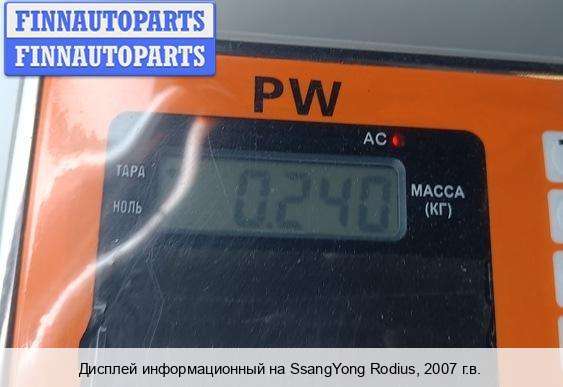 FINNAUTOPARTS
FINNAUTOPARTS
PW
AC
ТАРА
НОЛЬ
0.240
МАССА
(КГ)
Дисплей информационный на SsangYong Rodius, 2007 г.в.